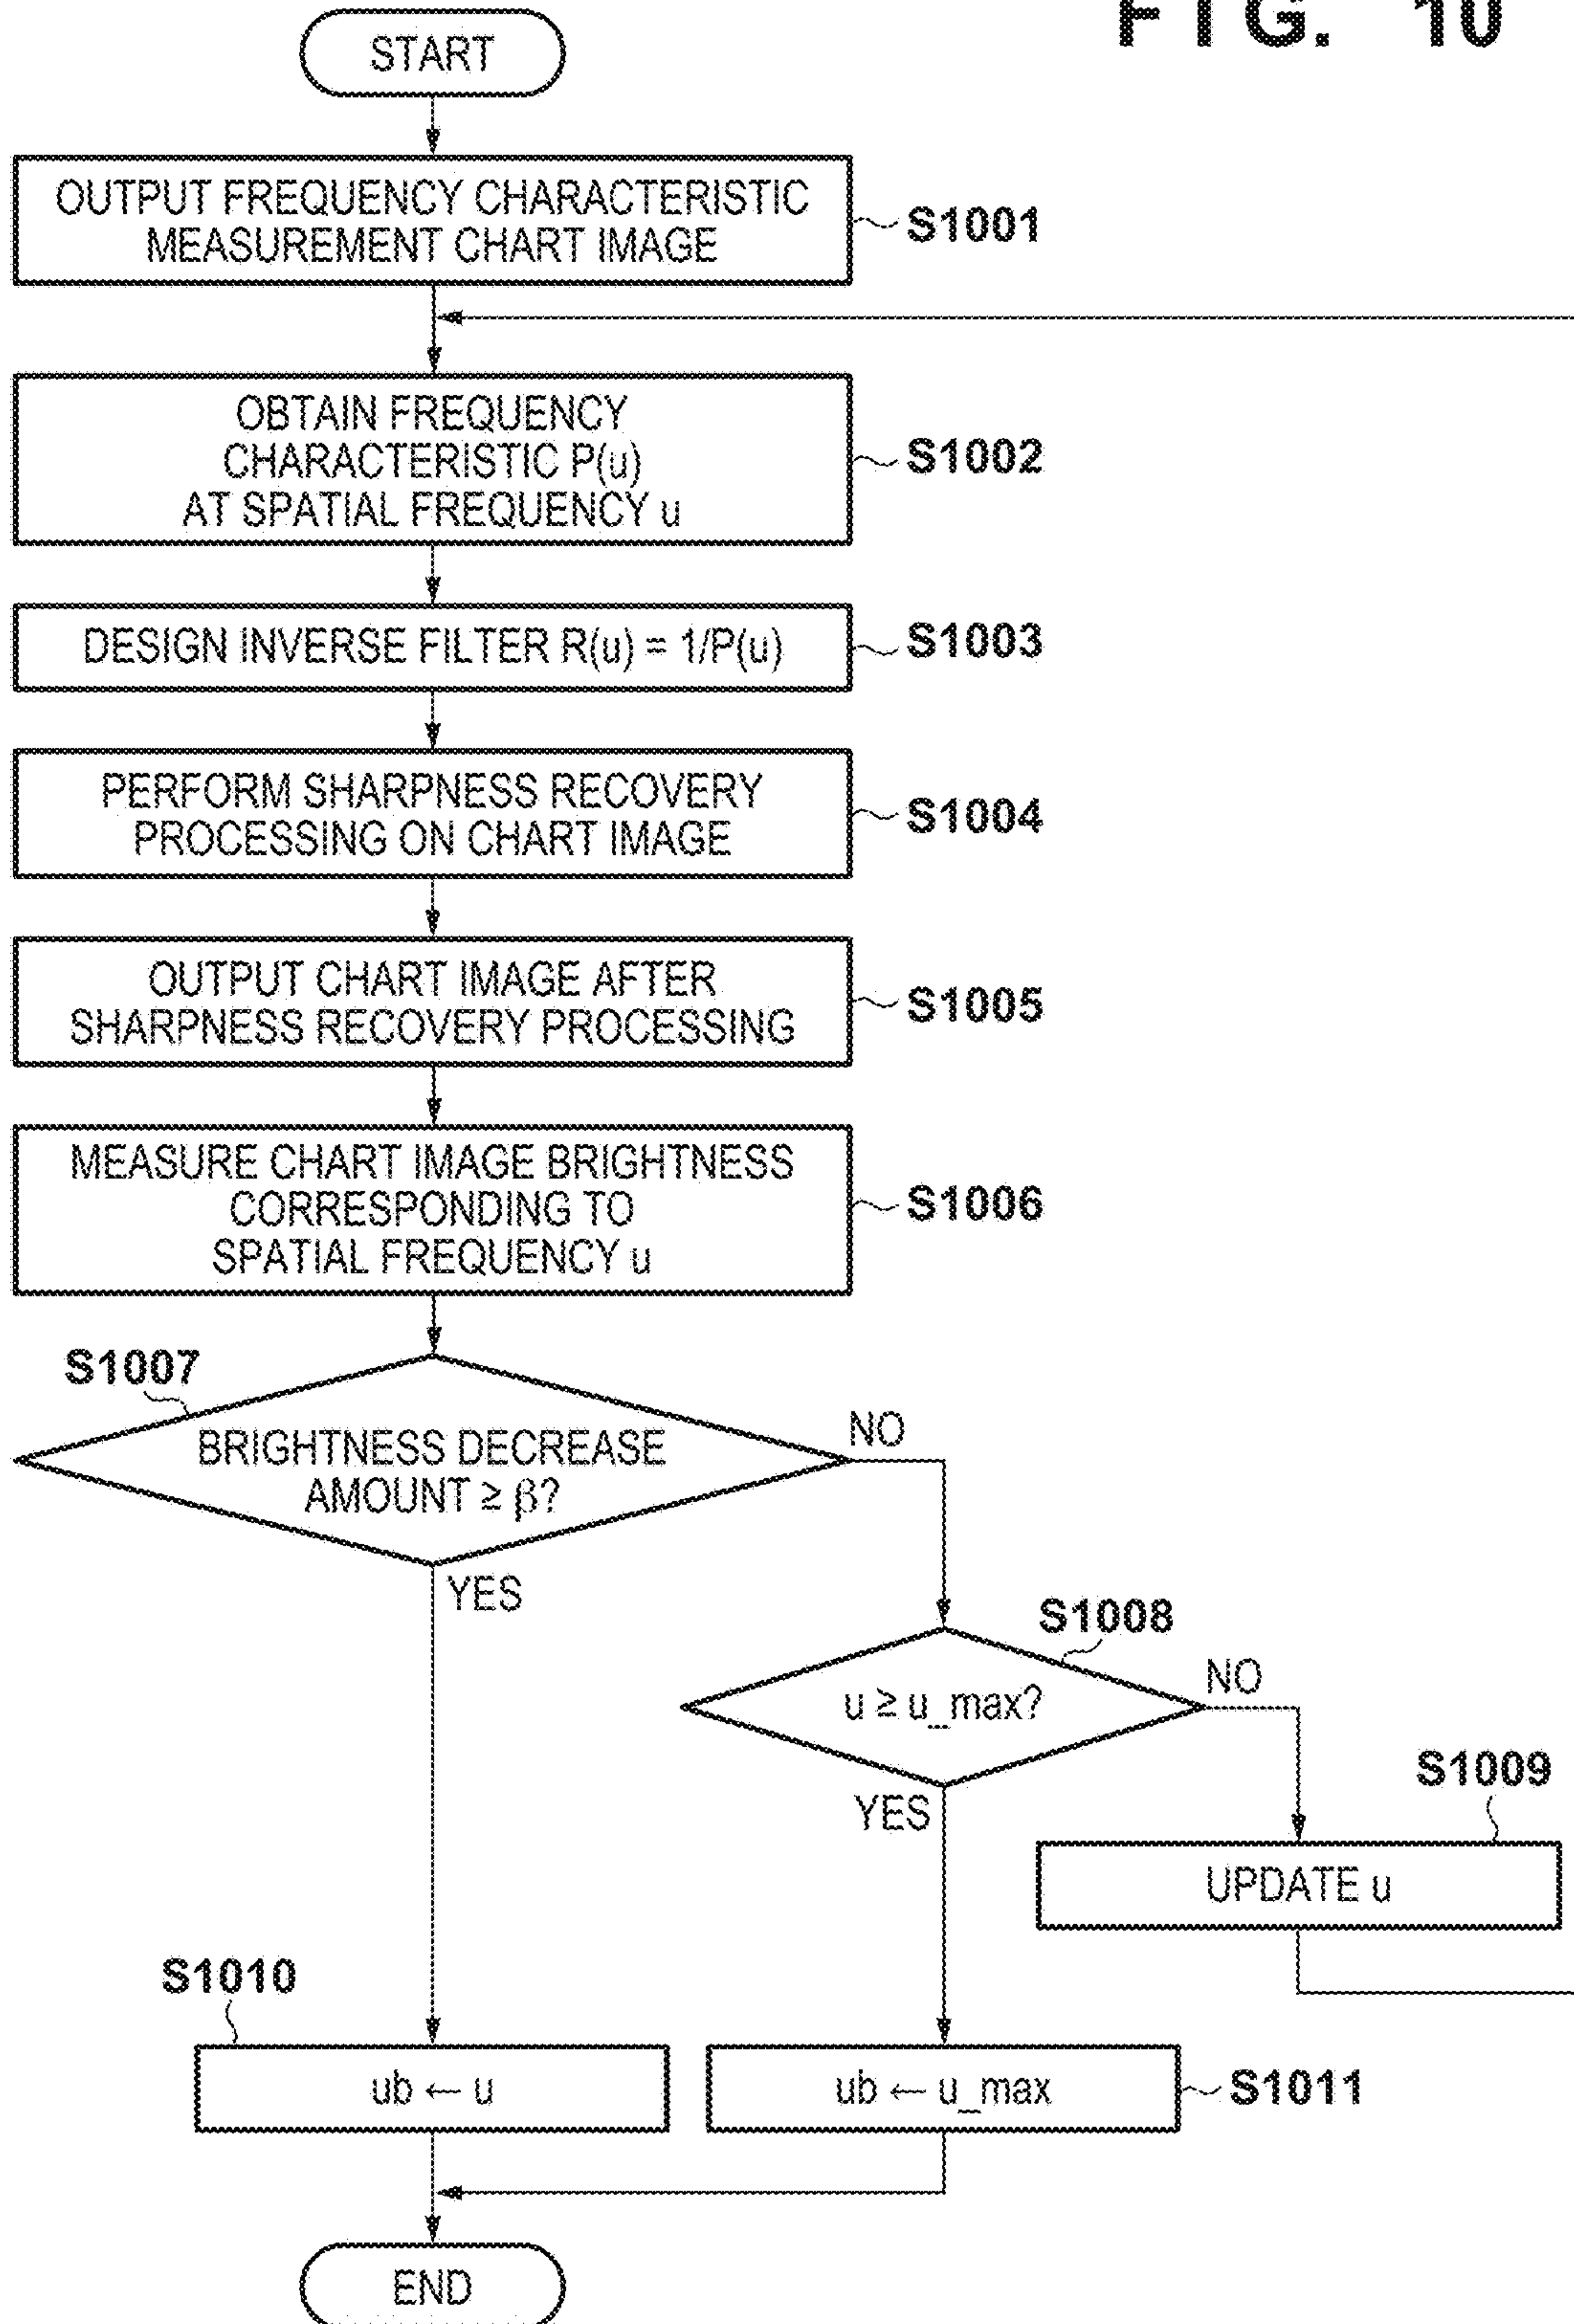 FIG. 10
START
OUTPUT FREQUENCY CHARACTERISTIC
MEASUREMENT CHART IMAGE
S1001
OBTAIN FREQUENCY
CHARACTERISTIC P(u)
AT SPATIAL FREQUENCY u
S1002
DESIGN INVERSE FILTER R(u) = 1/P(u)
S1003
PERFORM SHARPNESS RECOVERY
PROCESSING ON CHART IMAGE
S1004
OUTPUT CHART IMAGE AFTER
SHARPNESS RECOVERY PROCESSING
S1005
MEASURE CHART IMAGE BRIGHTNESS
CORRESPONDING TO
SPATIAL FREQUENCY u
S1006
S1007
BRIGHTNESS DECREASE
AMOUNT ≥ β?
NO
YES
S1008
u ≥ u_max?
NO
YES
S1009
UPDATE u
S1010
ub ← u
ub ← u_max
S1011
END